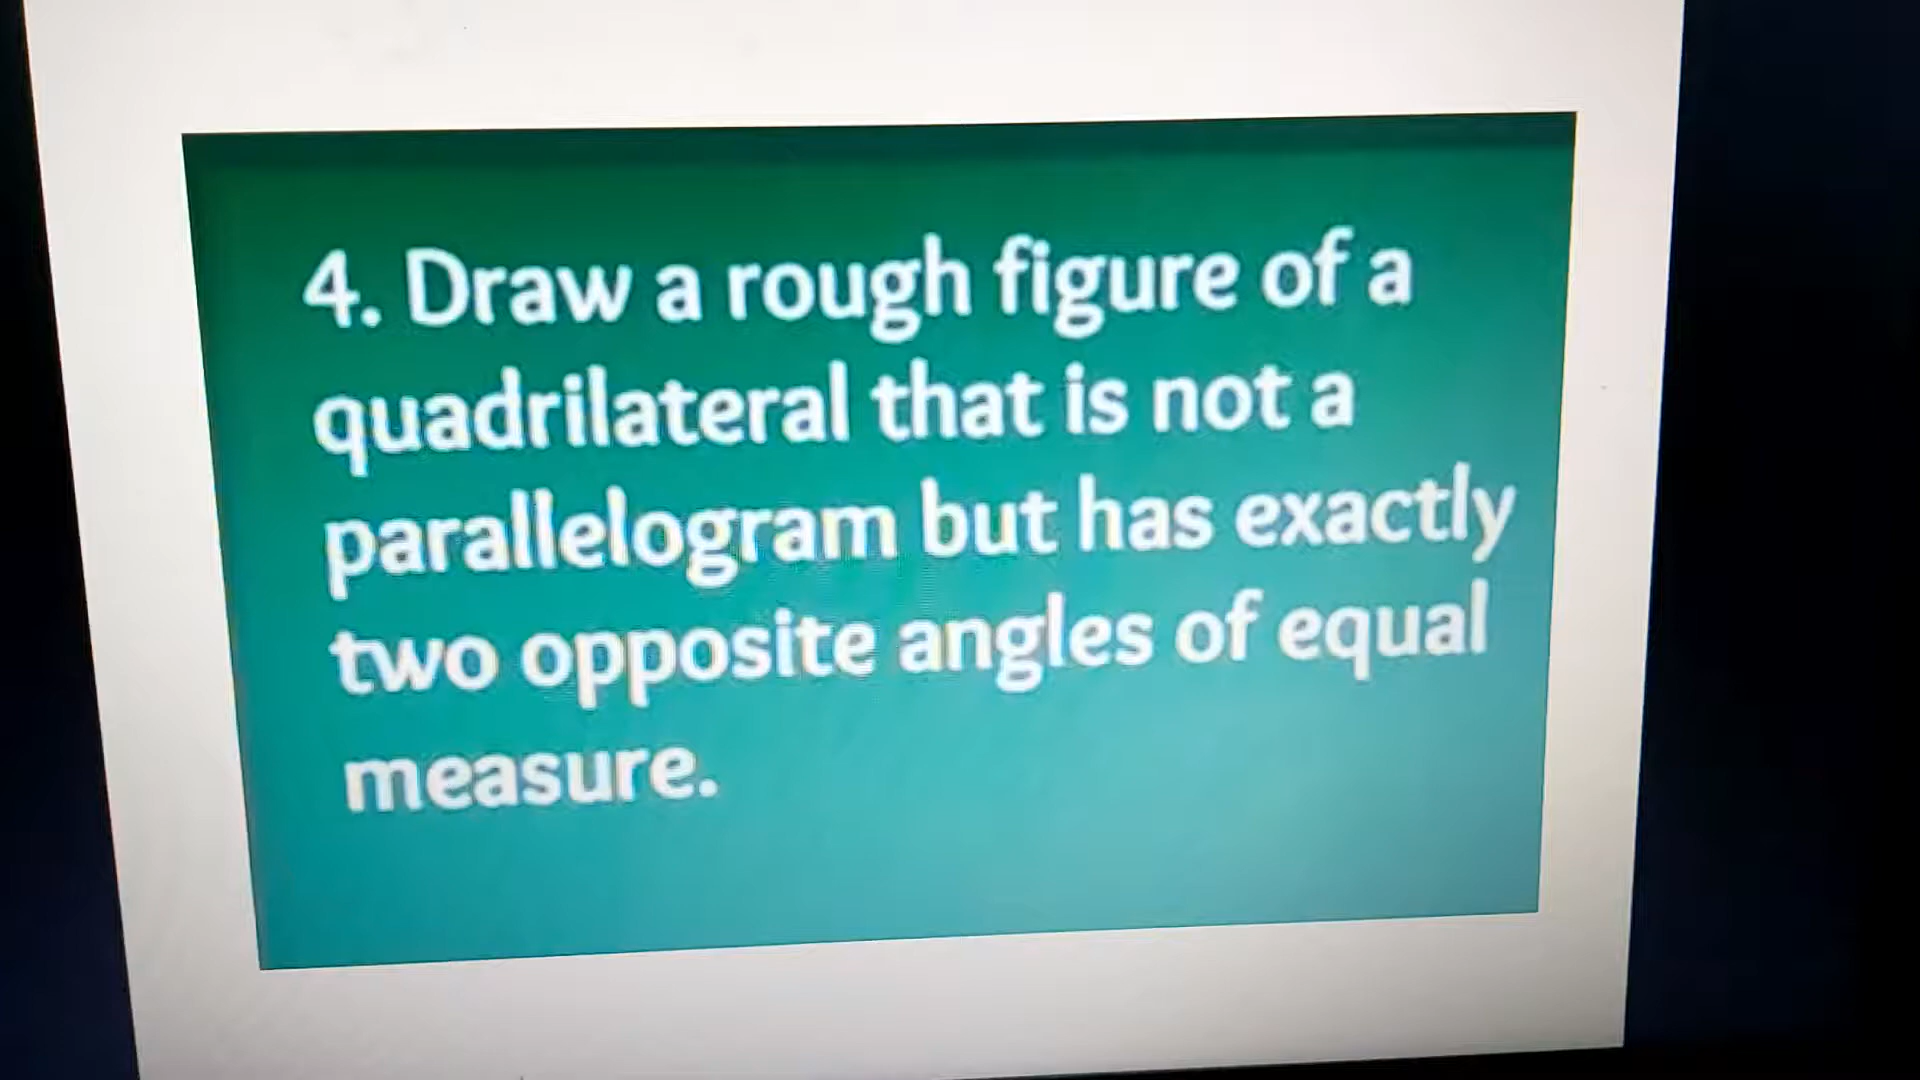 4. Draw a rough figure of a
quadrilateral that is not a
parallelogram but has exactly
two opposite angles of equal
measure.